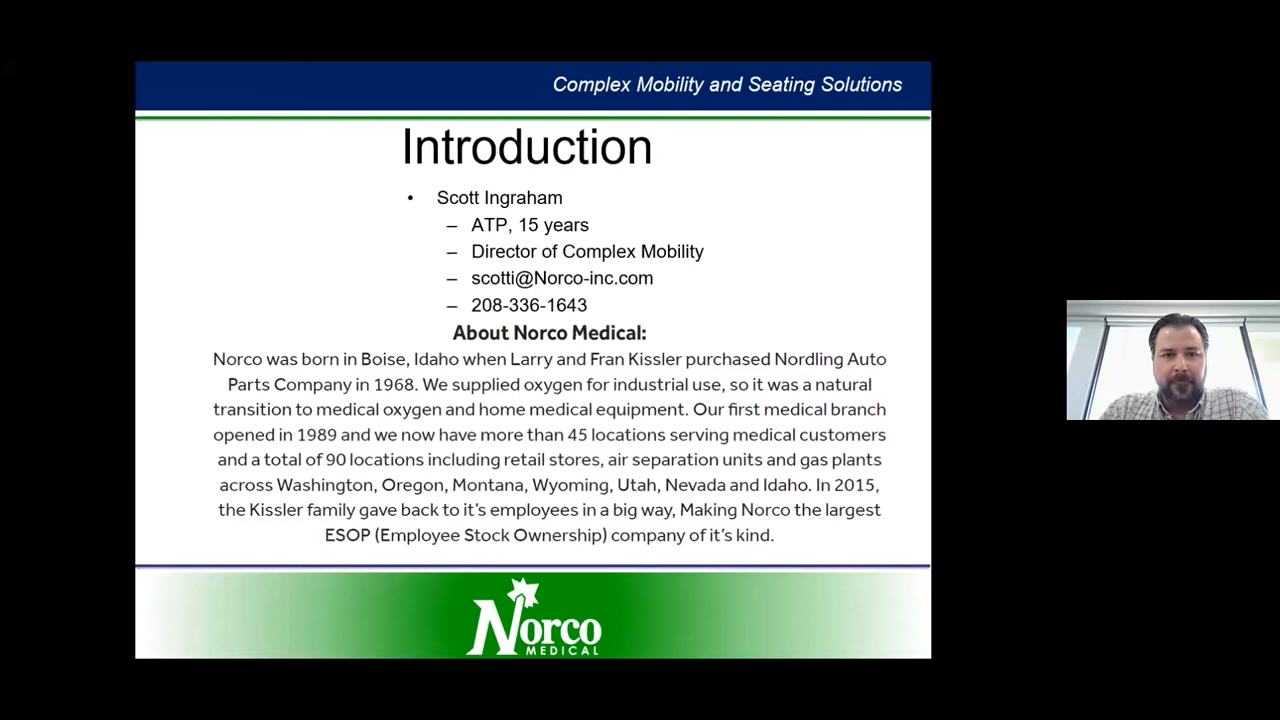 Complex Mobility and Seating Solutions
Introduction
• Scott Ingraham
– ATP, 15 years
– Director of Complex Mobility
– scotti@Norco-inc.com
– 208-336-1643
About Norco Medical:
Norco was born in Boise, Idaho when Larry and Fran Kissler purchased Nordling Auto
Parts Company in 1968. We supplied oxygen for industrial use, so it was a natural
transition to medical oxygen and home medical equipment. Our first medical branch
opened in 1989 and we now have more than 45 locations serving medical customers
and a total of 90 locations including retail stores, air separation units and gas plants
across Washington, Oregon, Montana, Wyoming, Utah, Nevada and Idaho. In 2015,
the Kissler family gave back to it's employees in a big way, Making Norco the largest
ESOP (Employee Stock Ownership) company of it's kind.
Norco
MEDICAL